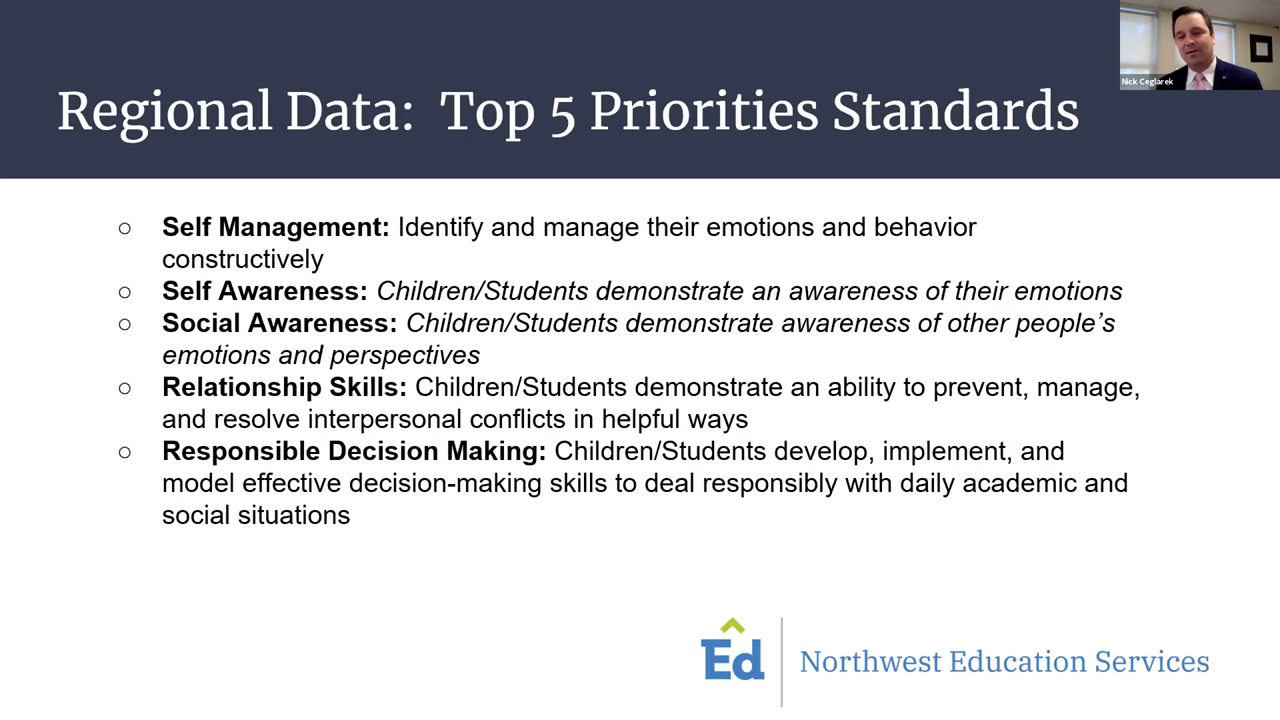 Nick Ceglarek
Regional Data: Top 5 Priorities Standards
○ Self Management: Identify and manage their emotions and behavior
constructively
○ Self Awareness: Children/Students demonstrate an awareness of their emotions
○ Social Awareness: Children/Students demonstrate awareness of other people’s
emotions and perspectives
○ Relationship Skills: Children/Students demonstrate an ability to prevent, manage,
and resolve interpersonal conflicts in helpful ways
○ Responsible Decision Making: Children/Students develop, implement, and
model effective decision-making skills to deal responsibly with daily academic and
social situations
Ed
Northwest Education Services